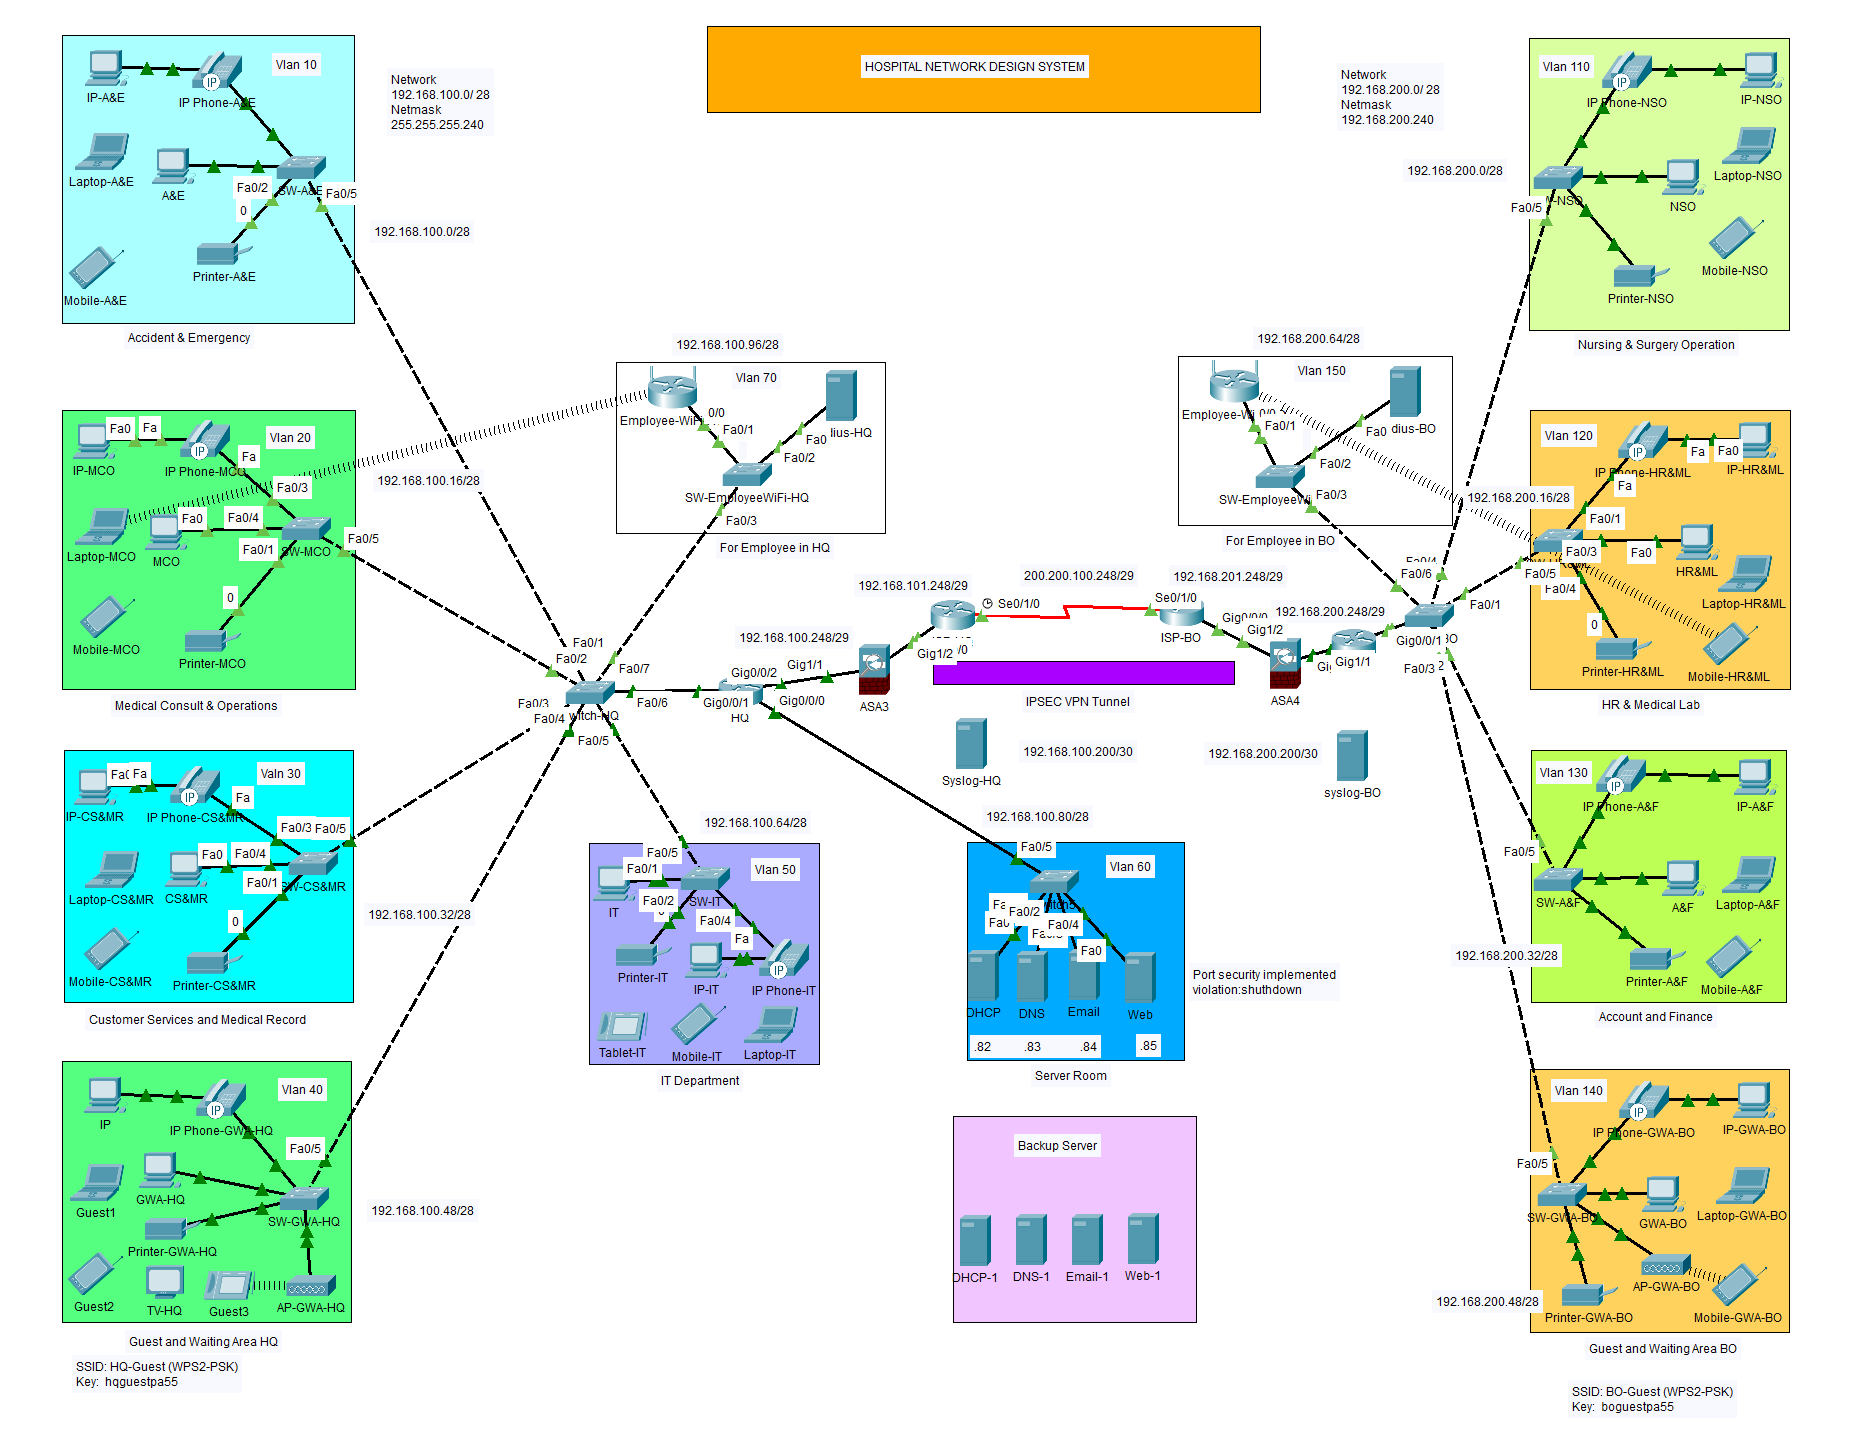 HOSPITAL NETWORK DESIGN SYSTEM
Vlan 10
IP
IP-A&E
IP Phone-A&E
Laptop-A&E
A&E
SW-A&E
Fa0/2
0
Fa0/5
Printer-A&E
Mobile-A&E
Accident & Emergency
Network
192.168.100.0/ 28
Netmask
255.255.255.240
192.168.100.0/28
Fa0
Fa
Vlan 20
IP
IP-MCO
IP Phone-MCO
Fa
Fa0/3
Fa0
Fa0/4
Laptop-MCO
MCO
SW-MCO
Fa0/5
Fa0/1
0
Mobile-MCO
Printer-MCO
Medical Consult & Operations
192.168.100.16/28
Valn 30
Fa
IP
IP-CS&MR
IP Phone-CS&MR
Fa
Fa0/3
Fa0/5
Fa0
Fa0/4
Laptop-CS&MR
CS&MR
SW-CS&MR
Fa0/1
0
Mobile-CS&MR
Printer-CS&MR
Customer Services and Medical Record
192.168.100.32/28
Vlan 40
IP
IP
IP Phone-GWA-HQ
Fa0/5
Guest1
GWA-HQ
SW-GWA-HQ
Printer-GWA-HQ
Guest2
TV-HQ
Guest3
AP-GWA-HQ
Guest and Waiting Area HQ
192.168.100.48/28
SSID: HQ-Guest (WPS2-PSK)
Key:  hqguestpa55
192.168.100.96/28
Vlan 70
Employee-WiFi
0/0
Fa0/1
Fa0
Fa0/2
dius-HQ
SW-EmployeeWiFi-HQ
Fa0/3
For Employee in HQ
Fa0/1
Fa0/2
Fa0/7
Fa0/3
Fa0/4
witch-HQ
Fa0/5
Fa0/6
Gig0/0/2
Gig0/0/1
Gig0/0/0
HQ
192.168.100.248/29
Gig1/1
ASA3
192.168.101.248/29
Gig1/2
Se0/1/0
200.200.100.248/29
192.168.201.248/29
Se0/1/0
ISP-BO
Gig1/2
192.168.200.248/29
ASA4
Gig1/1
Gig0/0/1
IPSEC VPN Tunnel
Syslog-HQ
192.168.100.200/30
192.168.200.200/30
syslog-BO
192.168.100.64/28
Vlan 50
Fa0/5
Fa0/1
IT
SW-IT
Fa0/2
Fa0/4
Fa
IP
Printer-IT
IP-IT
IP Phone-IT
Tablet-IT
Mobile-IT
Laptop-IT
IT Department
192.168.100.80/28
Fa0/5
Vlan 60
Fa0/2
Fa0
Fa0/4
Fa0
DHCP
DNS
Email
Web
.82
.83
.84
.85
Server Room
Port security implemented
violation:shutdown
Backup Server
DHCP-1
DNS-1
Email-1
Web-1
192.168.200.64/28
Vlan 150
Fa0/1
Fa0
Fa0/2
dius-BO
Fa0/3
For Employee in BO
Fa0/6
Fa0/1
Fa0/3
Network
192.168.200.0/ 28
Netmask
192.168.200.240
192.168.200.0/28
Vlan 110
IP
IP Phone-NSO
IP-NSO
Laptop-NSO
NSO
Fa0/5
Mobile-NSO
Printer-NSO
Nursing & Surgery Operation
192.168.200.16/28
Vlan 120
Fa
Fa0
IP
IP Phone-HR&ML
IP-HR&ML
Fa
Fa0/1
Fa0/3
Fa0
HR&ML
Fa0/5
Fa0/4
Laptop-HR&ML
0
Printer-HR&ML
Mobile-HR&ML
HR & Medical Lab
Vlan 130
IP
IP Phone-A&F
IP-A&F
Fa0/5
SW-A&F
A&F
Laptop-A&F
Printer-A&F
Mobile-A&F
Account and Finance
192.168.200.32/28
Vlan 140
IP
IP Phone-GWA-BO
IP-GWA-BO
Fa0/5
SW-GWA-BO
GWA-BO
Laptop-GWA-BO
AP-GWA-BO
Printer-GWA-BO
Mobile-GWA-BO
Guest and Waiting Area BO
192.168.200.48/28
SSID: BO-Guest (WPS2-PSK)
Key:  boguestpa55